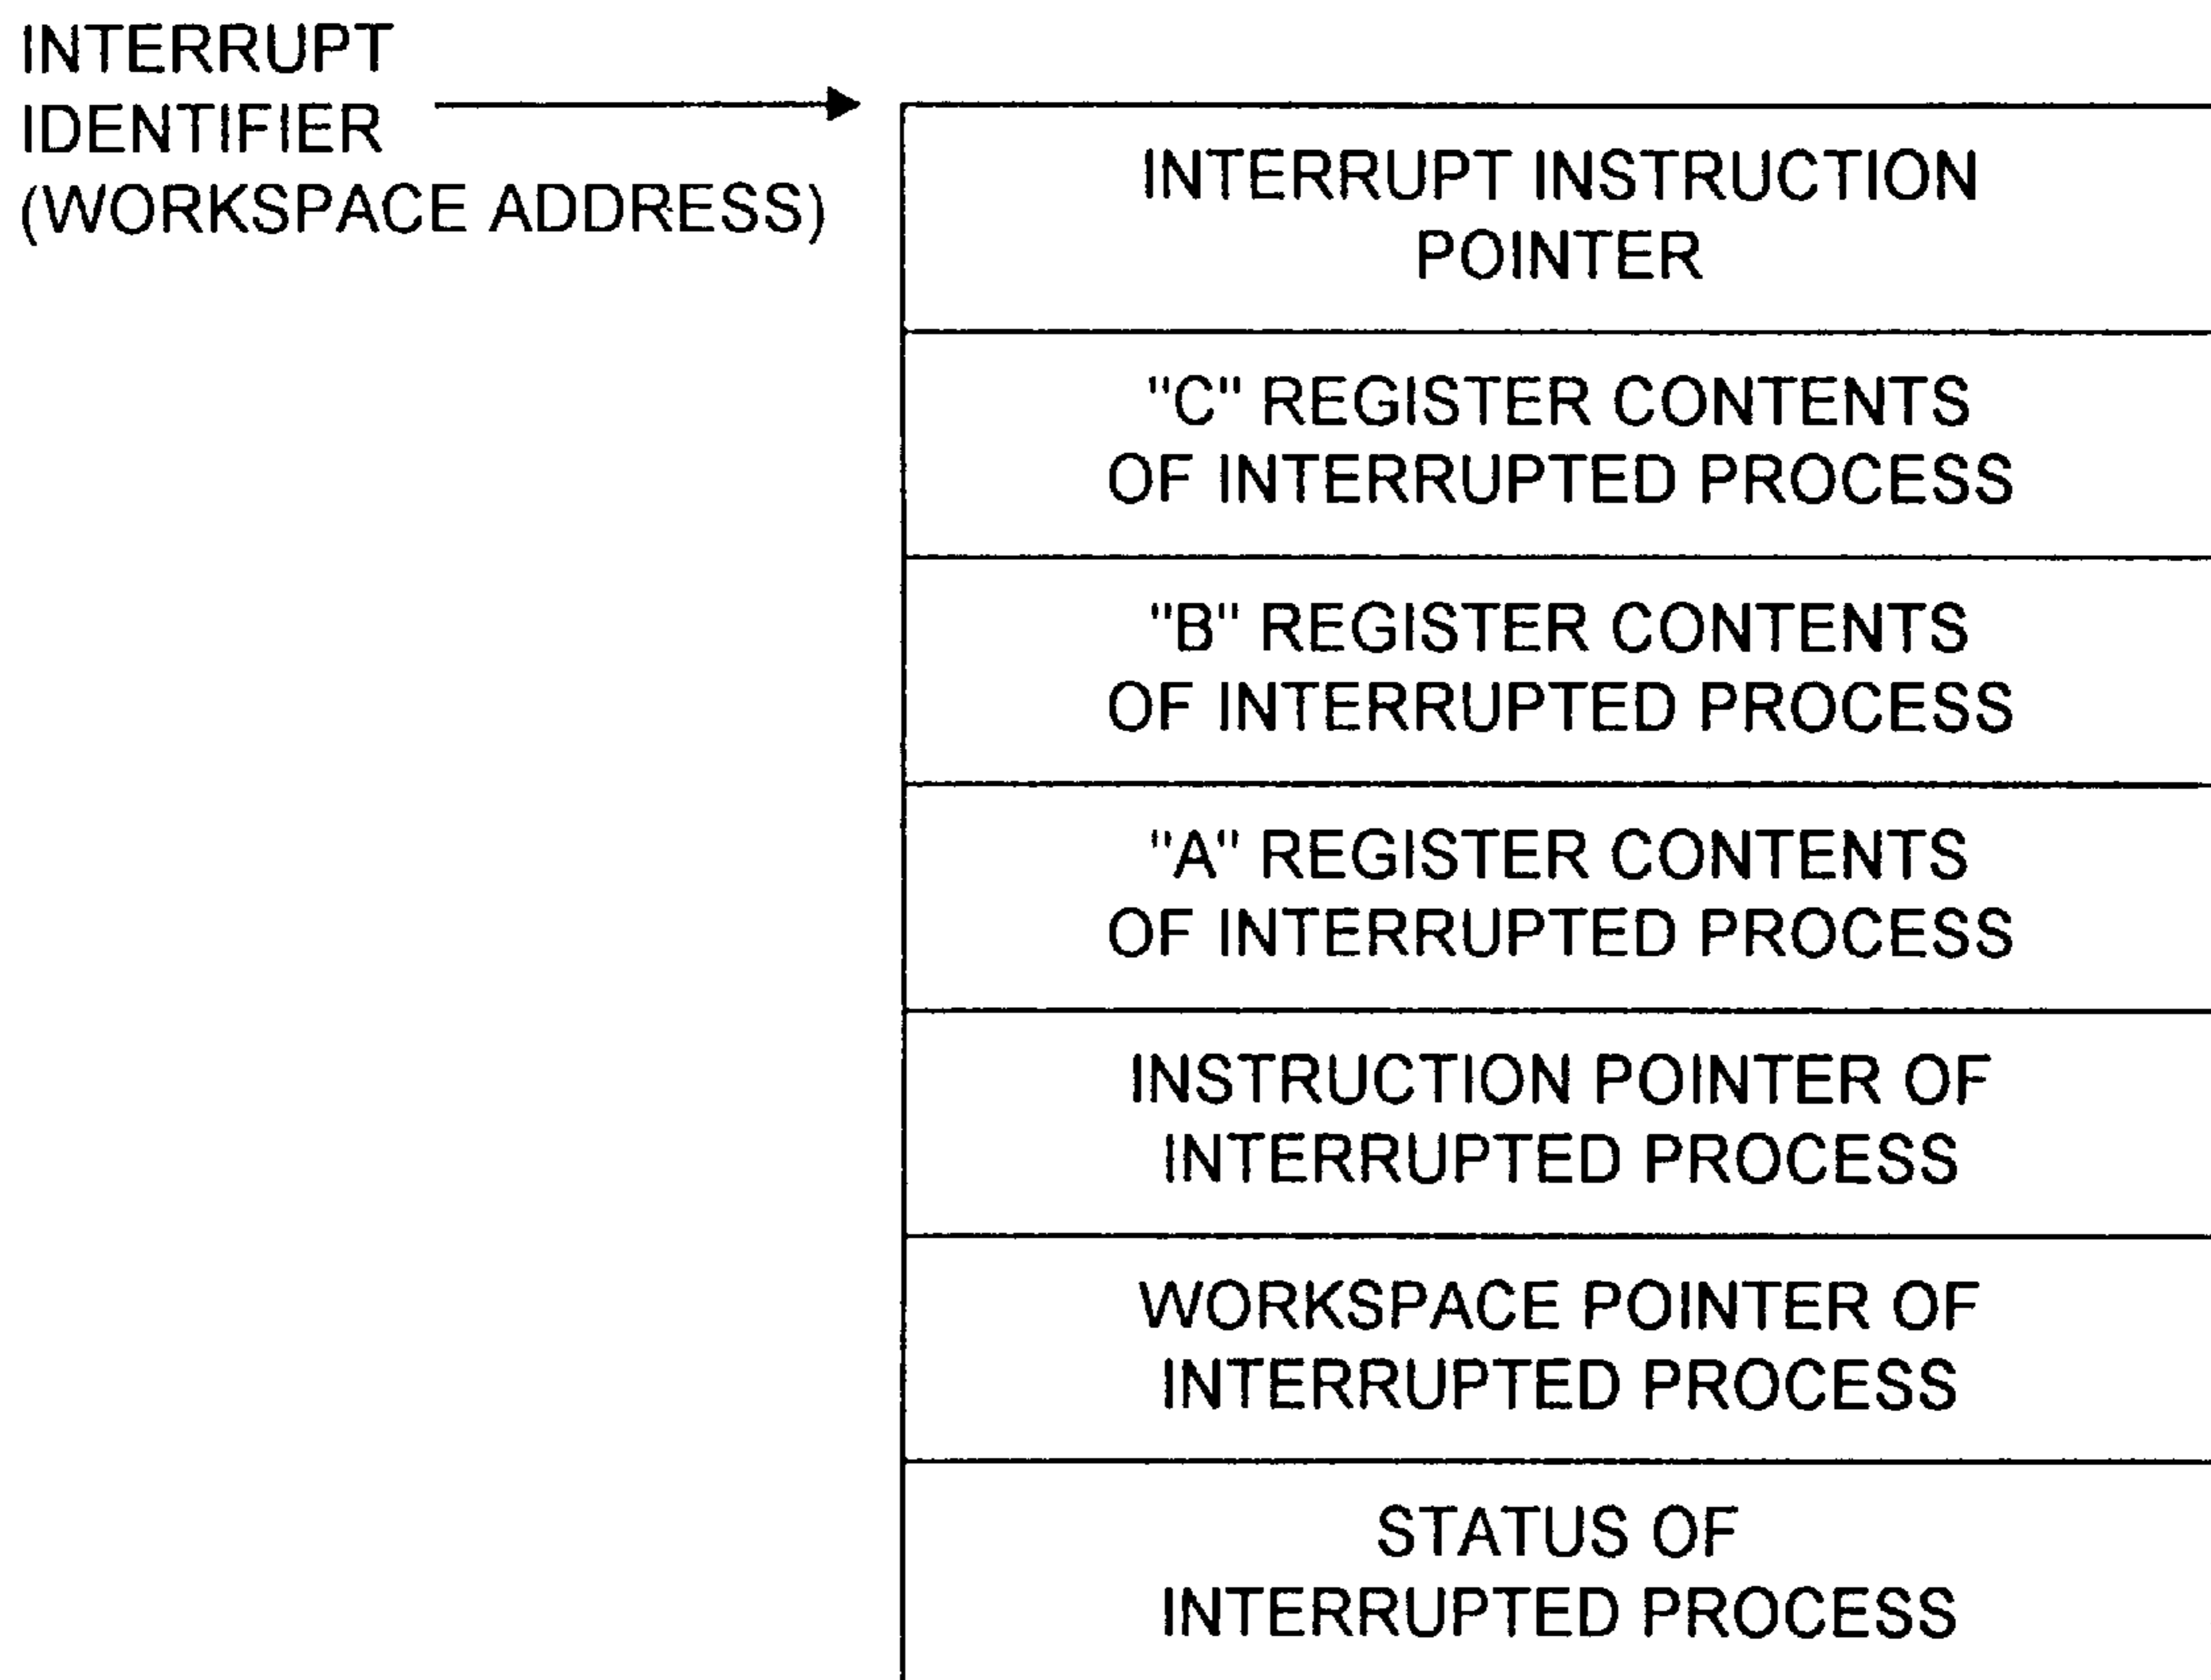 INTERRUPT
IDENTIFIER
(WORKSPACE ADDRESS)
INTERRUPT INSTRUCTION
POINTER
"C" REGISTER CONTENTS
OF INTERRUPTED PROCESS
"B" REGISTER CONTENTS
OF INTERRUPTED PROCESS
"A" REGISTER CONTENTS
OF INTERRUPTED PROCESS
INSTRUCTION POINTER OF
INTERRUPTED PROCESS
WORKSPACE POINTER OF
INTERRUPTED PROCESS
STATUS OF
INTERRUPTED PROCESS